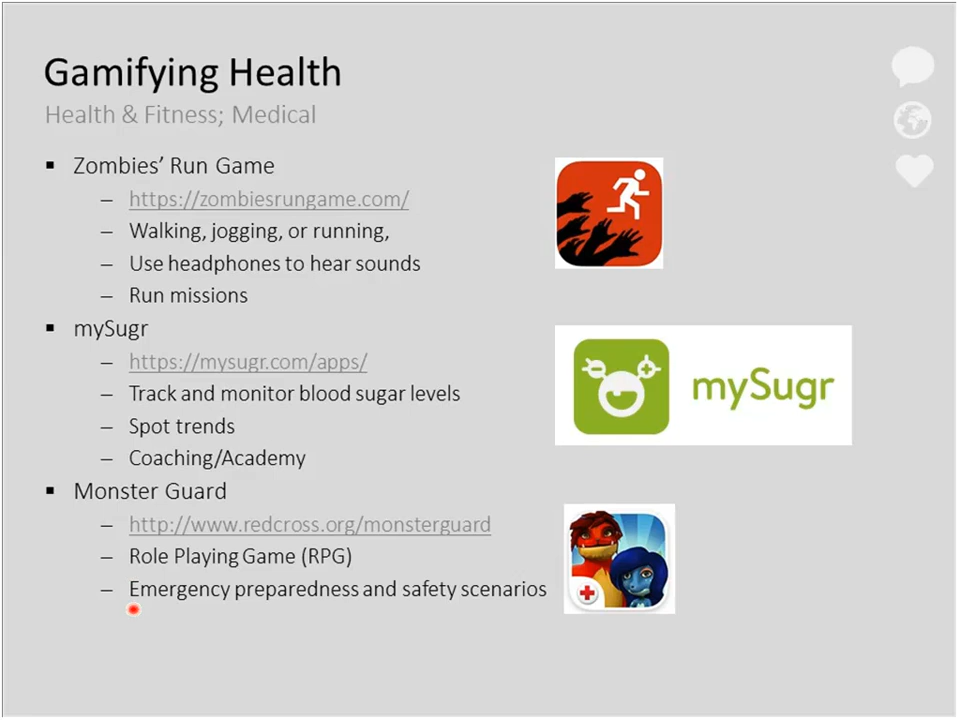 Gamifying Health
Health & Fitness; Medical
▪ Zombies’ Run Game
– https://zombiesrungame.com/
– Walking, jogging, or running,
– Use headphones to hear sounds
– Run missions
▪ mySugr
– https://mysugr.com/apps/
– Track and monitor blood sugar levels
– Spot trends
– Coaching/Academy
mySugr
▪ Monster Guard
– http://www.redcross.org/monsterguard
– Role Playing Game (RPG)
– Emergency preparedness and safety scenarios